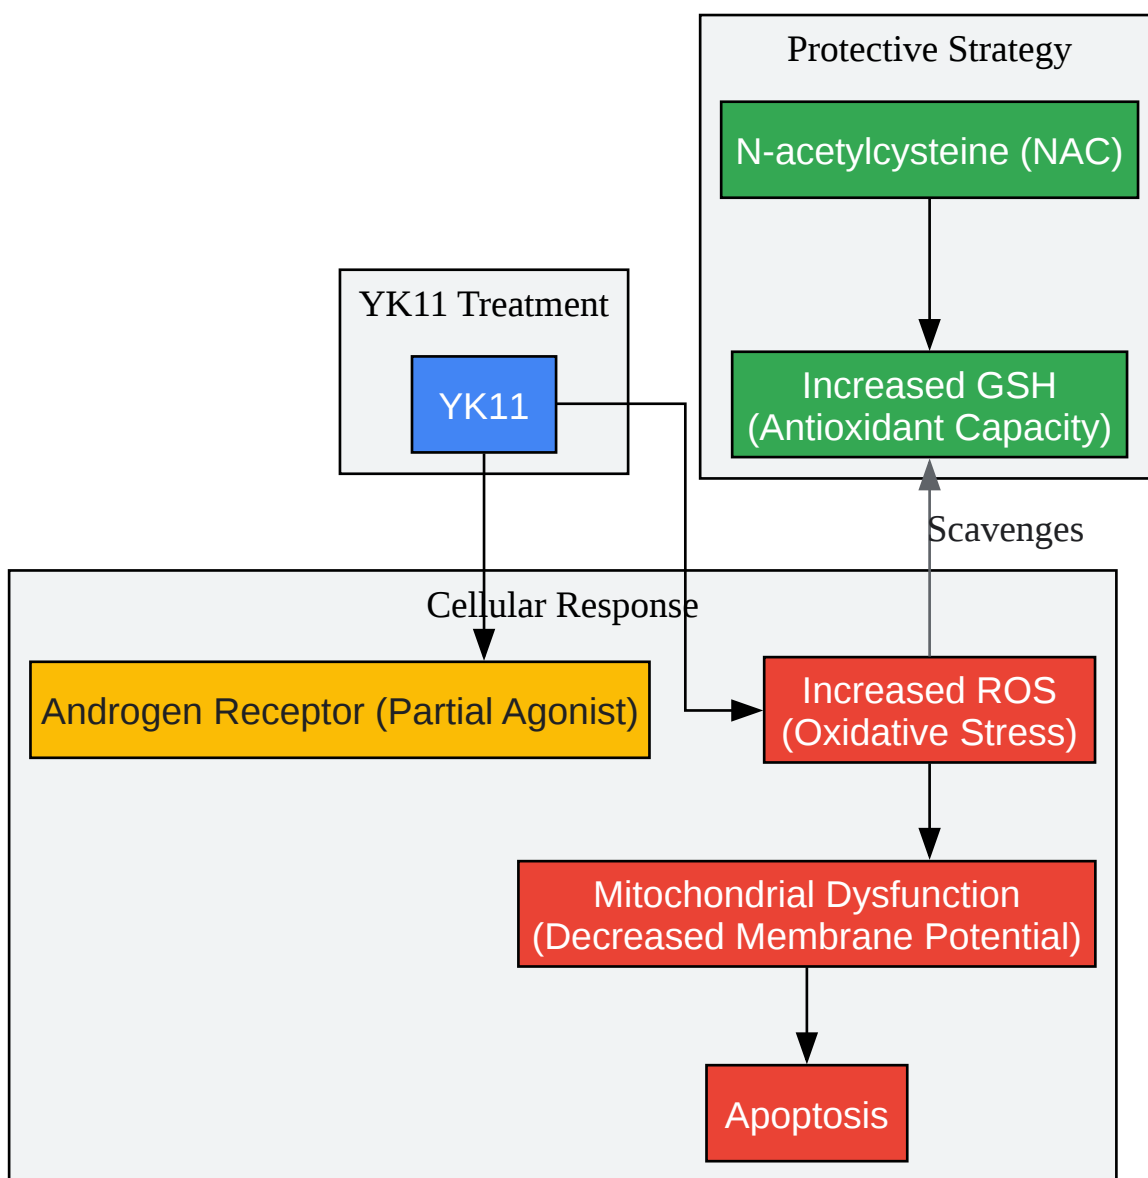 Protective Strategy
N-acetylcysteine (NAC)
YK11 Treatment
YK11
Increased GSH
(Antioxidant Capacity)
Scavenges
Cellular Response
Androgen Receptor (Partial Agonist)
Increased ROS
(Oxidative Stress)
Mitochondrial Dysfunction
(Decreased Membrane Potential)
Apoptosis